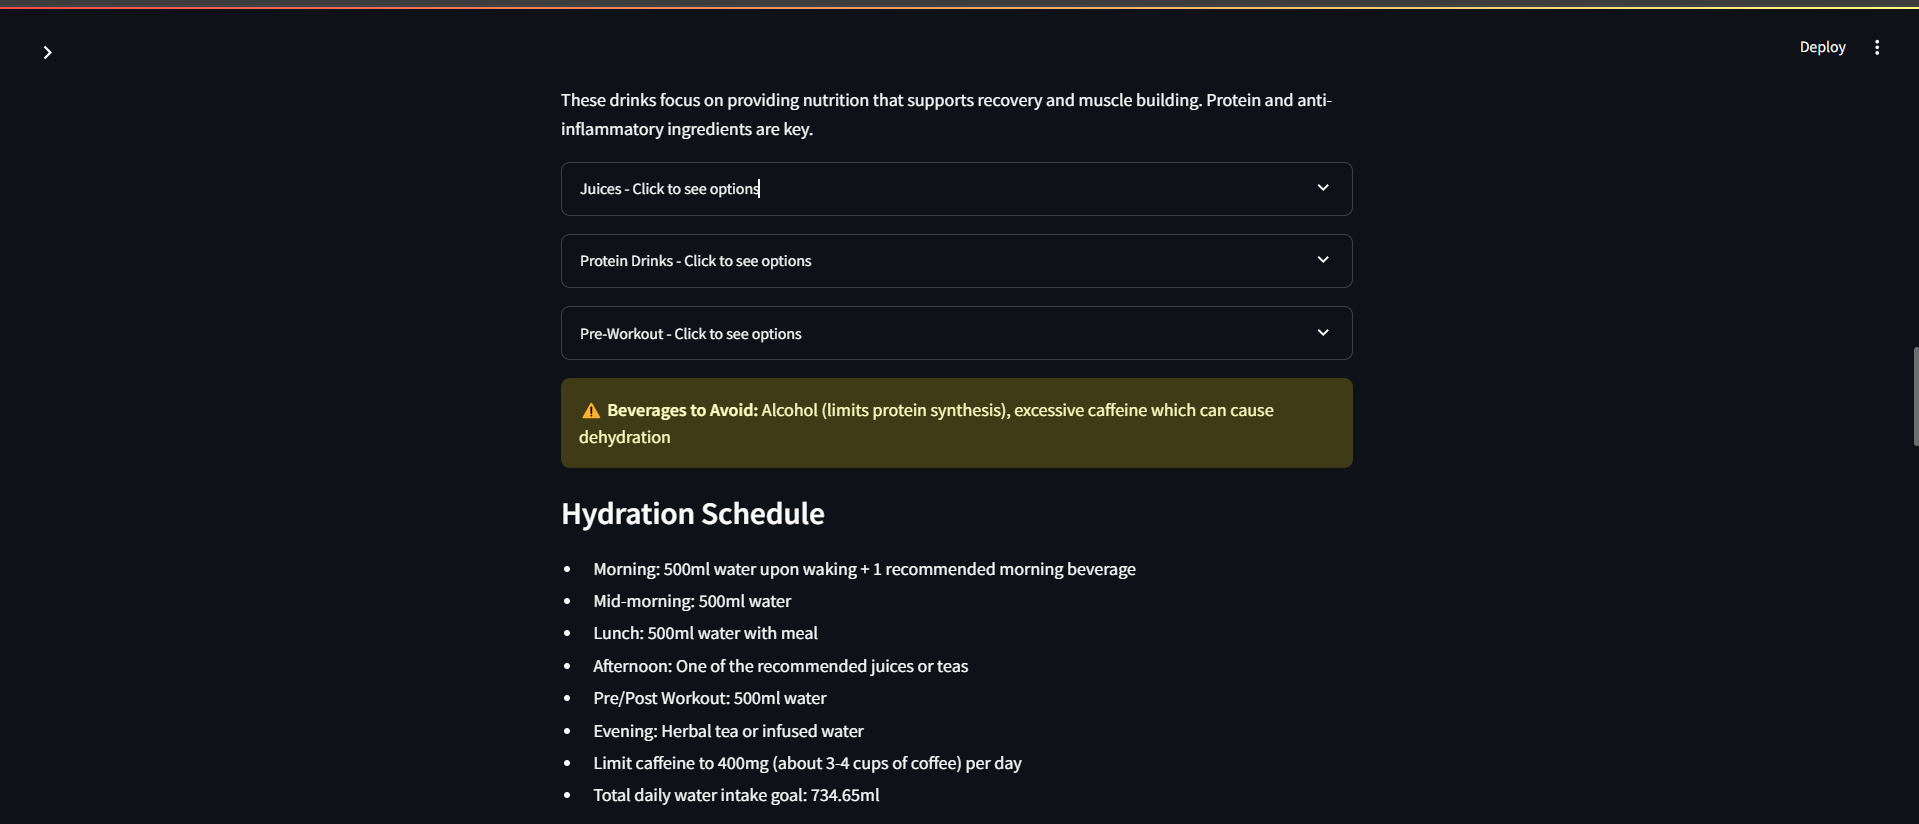 Deploy
These drinks focus on providing nutrition that supports recovery and muscle building. Protein and anti-
inflammatory ingredients are key.
Juices - Click to see options
Protein Drinks - Click to see options
Pre-Workout - Click to see options
⚠️ Beverages to Avoid: Alcohol (limits protein synthesis), excessive caffeine which can cause
dehydration
Hydration Schedule
• Morning: 500ml water upon waking + 1 recommended morning beverage
• Mid-morning: 500ml water
• Lunch: 500ml water with meal
• Afternoon: One of the recommended juices or teas
• Pre/Post Workout: 500ml water
• Evening: Herbal tea or infused water
• Limit caffeine to 400mg (about 3-4 cups of coffee) per day
• Total daily water intake goal: 734.65ml